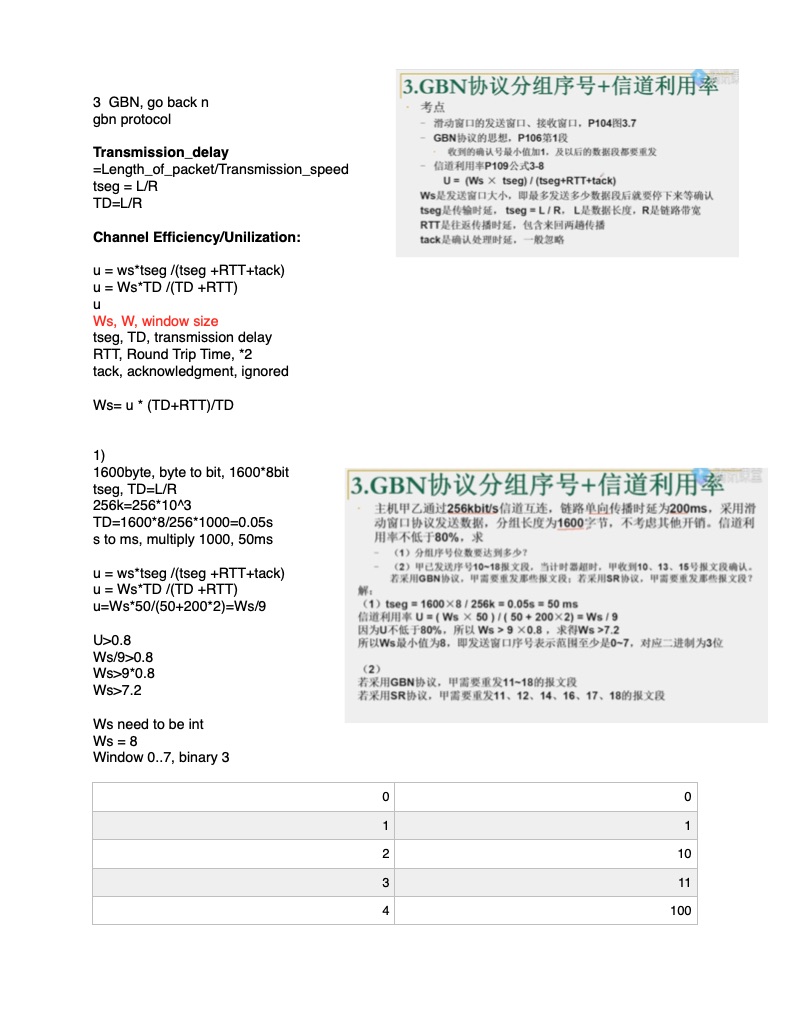 3 GBN, go back n
gbn protocol
Transmission_delay
=Length_of_packet/Transmission_speed
tseg = L/R
TD=L/R
Channel Efficiency/Unilization:
u = ws*tseg /(tseg +RTT+tack)
u = Ws*TD /(TD +RTT)
u
Ws, W, window size
tseg, TD, transmission delay
RTT, Round Trip Time, *2
tack, acknowledgment, ignored
Ws= u * (TD+RTT)/TD
3.GBN协议分组序号+信道利用率
· 考点
– 滑动窗口的发送窗口、接收窗口，P104图3.7
– GBN协议的思想，P106第1段
· 收到的确认号最小值加1，及以后的数据段都要重发
– 信道利用率P109公式3-8
U = (Ws × tseg) / (tseg+RTT+tack)
Ws是发送窗口大小，即最多发送多少数据段后就要停下来等确认
tseg是传输时延， tseg = L / R， L是数据长度，R是链路带宽
RTT是往返传播时延，包含来回两趟传播
tack是确认处理时延，一般忽略
1)
1600byte, byte to bit, 1600*8bit
tseg, TD=L/R
256k=256*10^3
TD=1600*8/256*1000=0.05s
s to ms, multiply 1000, 50ms
u = ws*tseg /(tseg +RTT+tack)
u = Ws*TD /(TD +RTT)
u=Ws*50/(50+200*2)=Ws/9
U>0.8
Ws/9>0.8
Ws>9*0.8
Ws>7.2
Ws need to be int
Ws = 8
Window 0..7, binary 3
3.GBN协议分组序号+信道利用率
· 主机甲乙通过256kbit/s信道互连，链路单向传播时延为200ms，采用滑
动窗口协议发送数据，分组长度为1600字节，不考虑其他开销。信道利
用率不低于80%，求
– （1）分组序号位数要达到多少？
– （2）甲已发送序号10~18报文段，当计时器超时，甲收到10、13、15号报文段确认。
若采用GBN协议，甲需要重发那些报文段；若采用SR协议，甲需要重发那些报文段？
解：
（1）tseg = 1600×8 / 256k = 0.05s = 50 ms
信道利用率 U = ( Ws × 50 ) / ( 50 + 200×2) = Ws / 9
因为U不低于80%，所以 Ws > 9 ×0.8 ，求得Ws >7.2
所以Ws最小值为8，即发送窗口序号表示范围至少是0~7，对应二进制为3位
（2）
若采用GBN协议，甲需要重发11~18的报文段
若采用SR协议，甲需要重发11、12、14、16、17、18的报文段
0 0
1 1
2 10
3 11
4 100